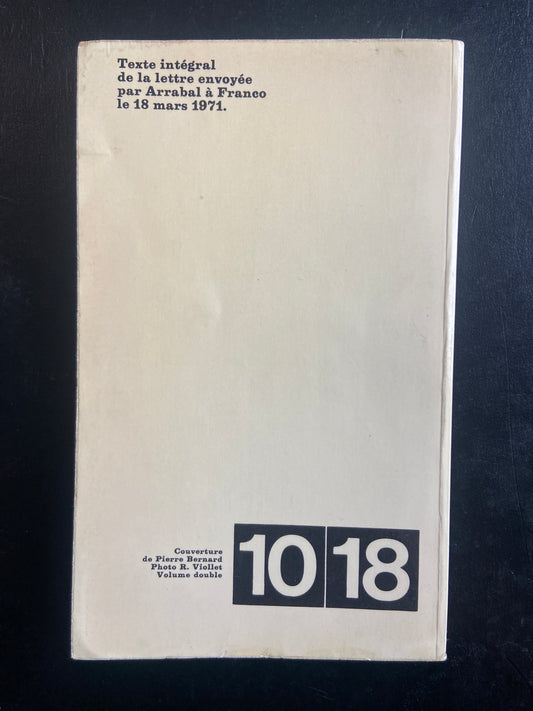 Texte intégral
de la lettre envoyée
par Arrabal à Franco
le 18 mars 1971.
Couverture
de Pierre Bernard
Photo R. Viollet
Volume double
10 18